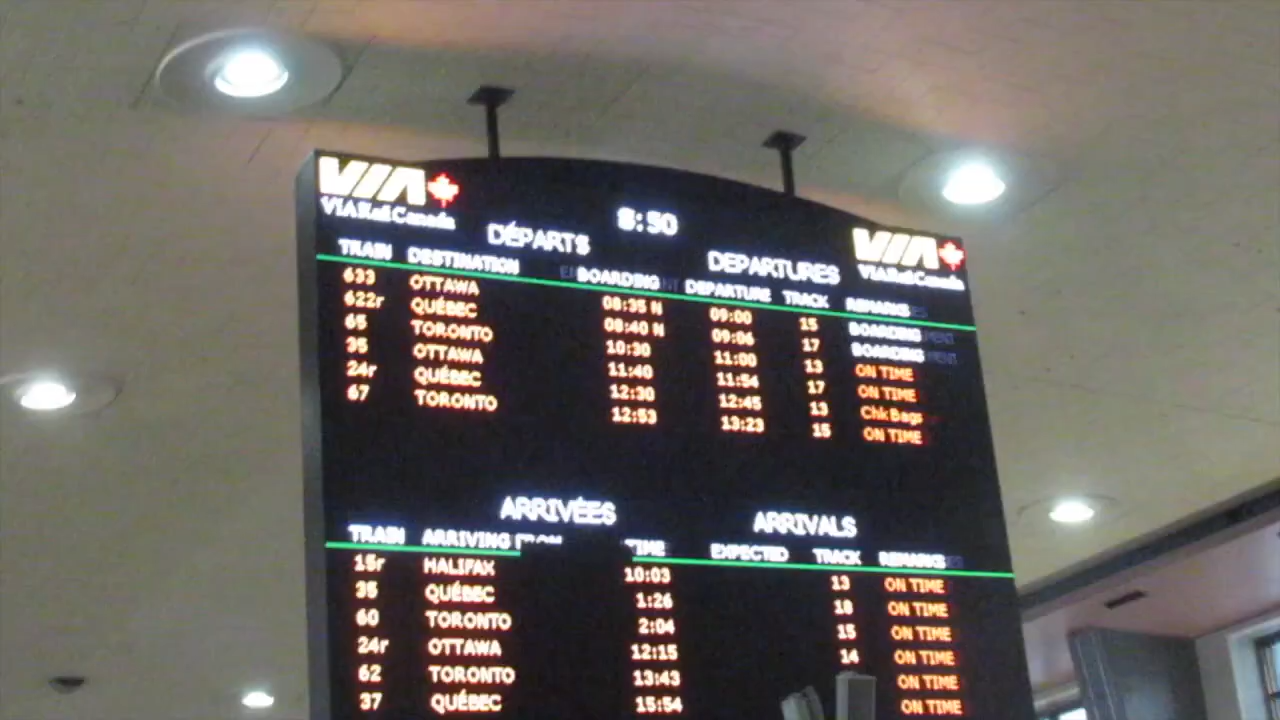 VIA
VIA Rail Canada
8:50
VIA
VIA Rail Canada
DÉPARTS DEPARTURES
TRAIN DESTINATION BOARDING DEPARTURE TRACK REMARKS
633 OTTAWA 08:35 N 09:00 15 BOARDING
622r QUÉBEC 08:40 N 09:06 17 BOARDING
65 TORONTO 10:30 11:00 13 ON TIME
35 OTTAWA 11:40 11:54 17 ON TIME
24r QUÉBEC 12:30 12:45 13 Chk Bags
67 TORONTO 12:53 13:23 15 ON TIME
ARRIVÉES ARRIVALS
TRAIN ARRIVING FROM TIME EXPECTED TRACK REMARKS
15r HALIFAX 10:03 13 ON TIME
35 QUÉBEC 1:26 18 ON TIME
60 TORONTO 2:04 15 ON TIME
24r OTTAWA 12:15 14 ON TIME
62 TORONTO 13:43 ON TIME
37 QUÉBEC 15:54 ON TIME